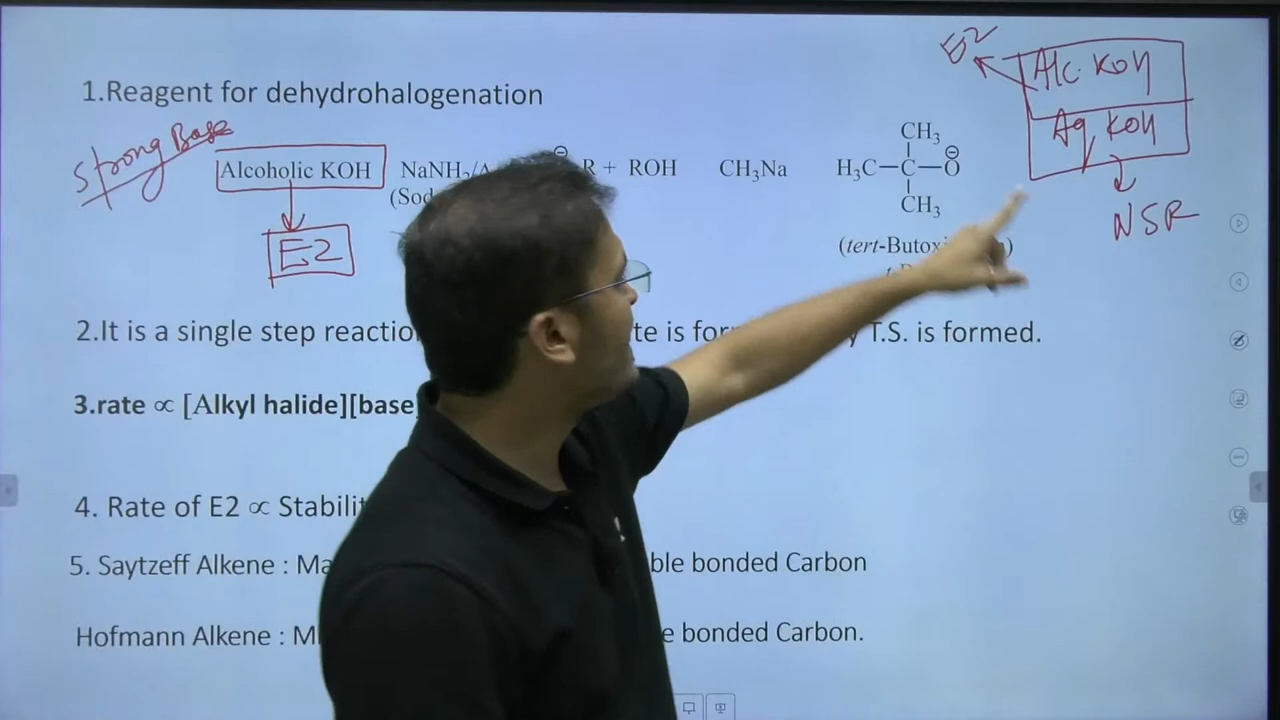 E2
Alc. KOH
1.Reagent for dehydrohalogenation
Aq, KOH
Strong Base
CH3
Alcoholic KOH NaNH2/ ⊖ R + ROH CH3Na H3C—C—O⊖
(Sod
CH3
NSR
E2
(tert-Butox )
2.It is a single step reactio te is for T.S. is formed.
3.rate ∝ [Alkyl halide][base
4. Rate of E2 ∝ Stabilit
5. Saytzeff Alkene : Ma ble bonded Carbon
Hofmann Alkene : M e bonded Carbon.